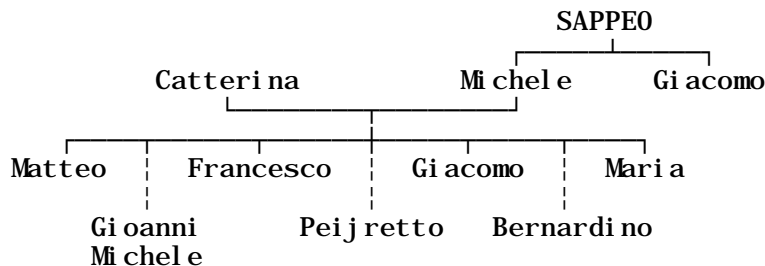 SAPPEO
Catterina Michele Giacomo
Matteo Francesco Giacomo Maria
Gioanni Peijretto Bernardino
Michele